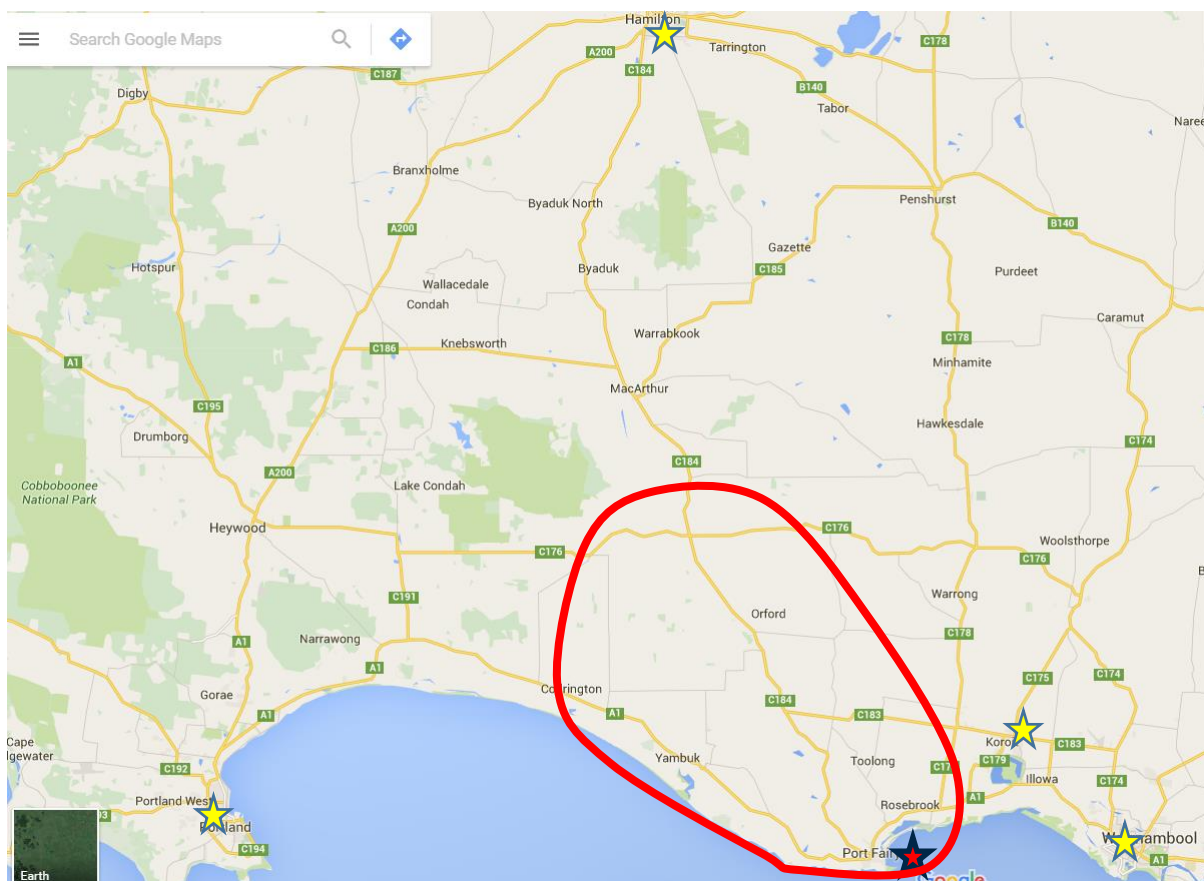 Search Google Maps
Hamilton
Tarrington
C178
A200
C184
C187
B140
Digby
Tabor
Branxholme
Penshurst
Byaduk North
B140
A200
Gazette
Hotspur
Byaduk
C185
Purdeet
Wallacedale
Condah
Caramut
Warrabkook
C178
C186
Knebsworth
A1
Minhamite
MacArthur
C195
Hawkesdale
Drumborg
C174
C184
A200
Cobboboonee
National Park
Lake Condah
Heywood
C176
Woolsthorpe
C176
C176
C191
Warrong
Orford
Narrawong
A1
C178
A1
C175
C174
Gorae
C184
A1
A1
C183
C183
Cape
Yambuk
Toolong
C192
C179
Illowa
C174
A1
Portland West
Rosebrook
Portland
C194
Port Fairy
Earth
Google